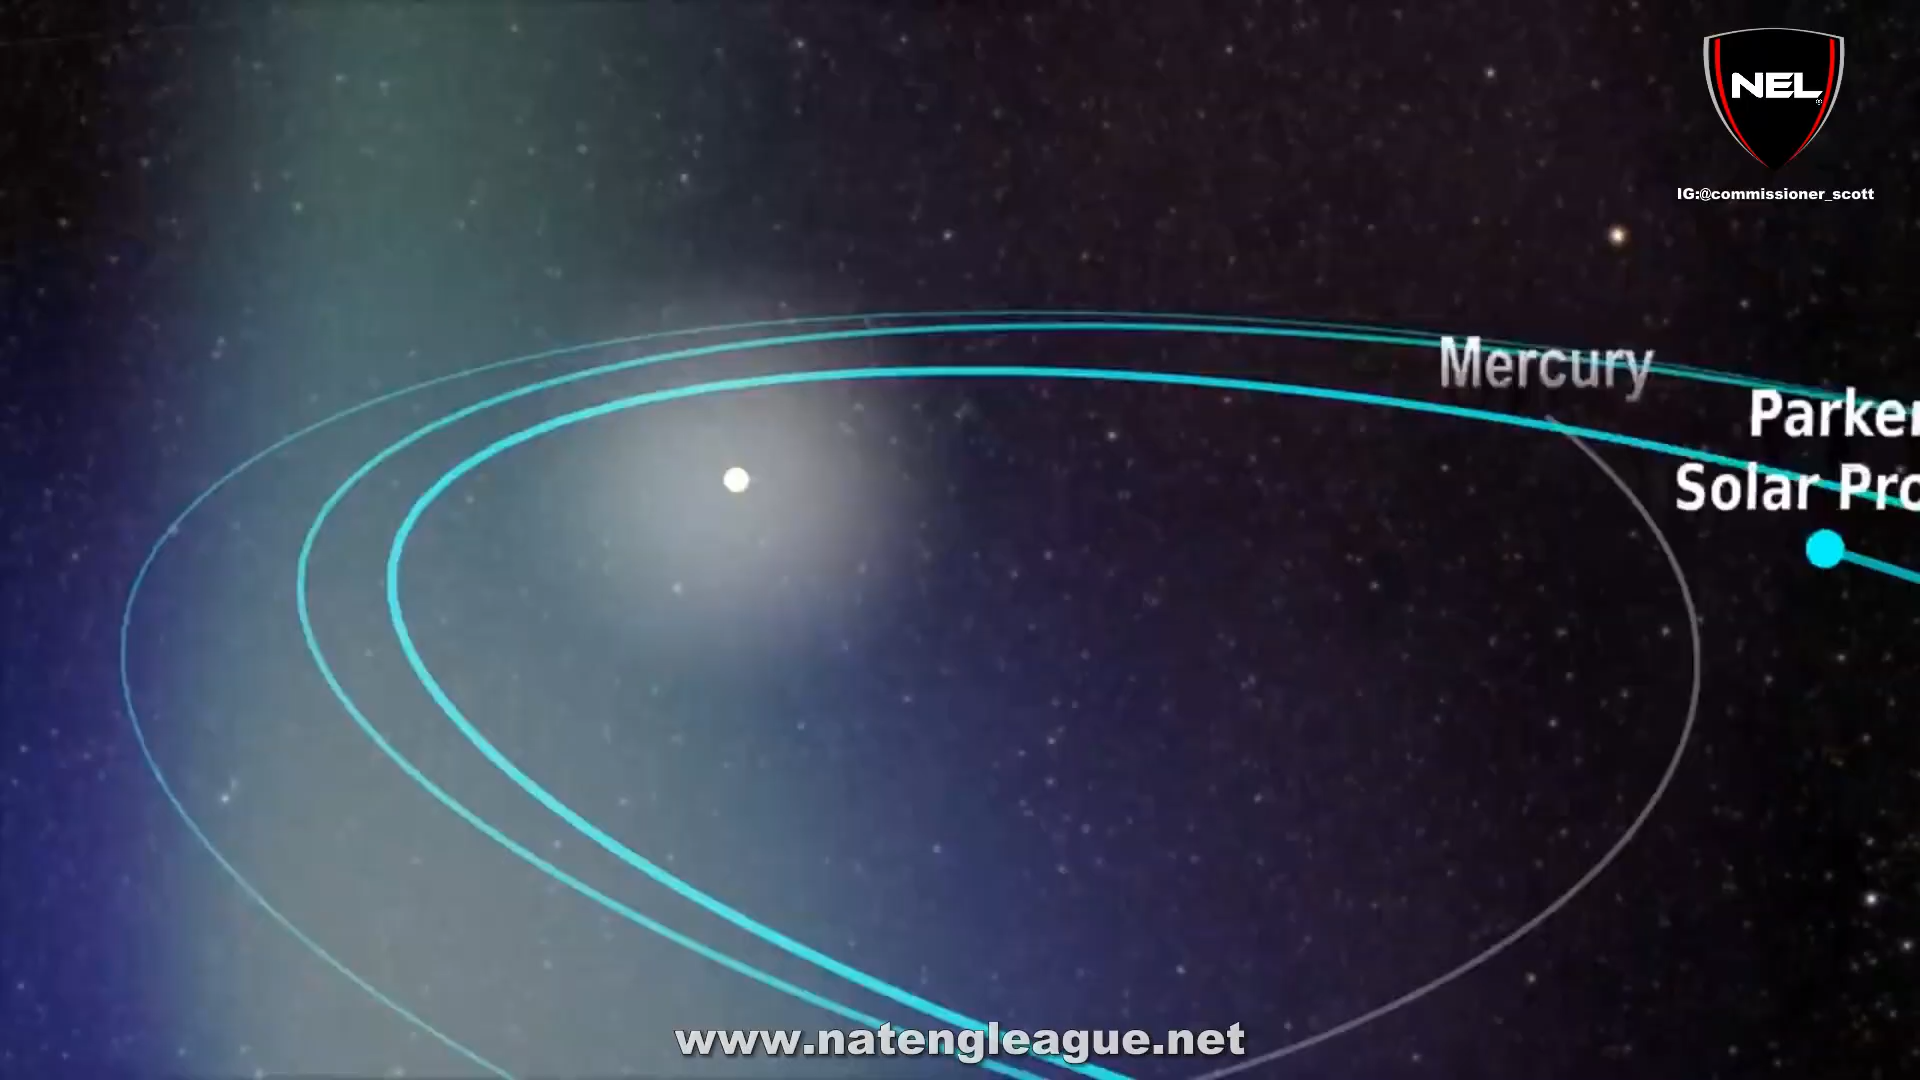 NEL
IG:@commissioner_scott
Mercury
Parker
Solar Pro
www.natengleague.net